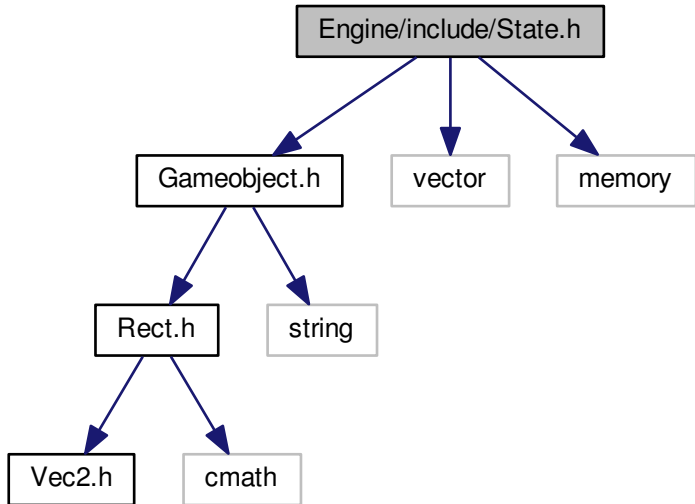 Engine/include/State.h
Gameobject.h
vector
memory
Rect.h
string
Vec2.h
cmath